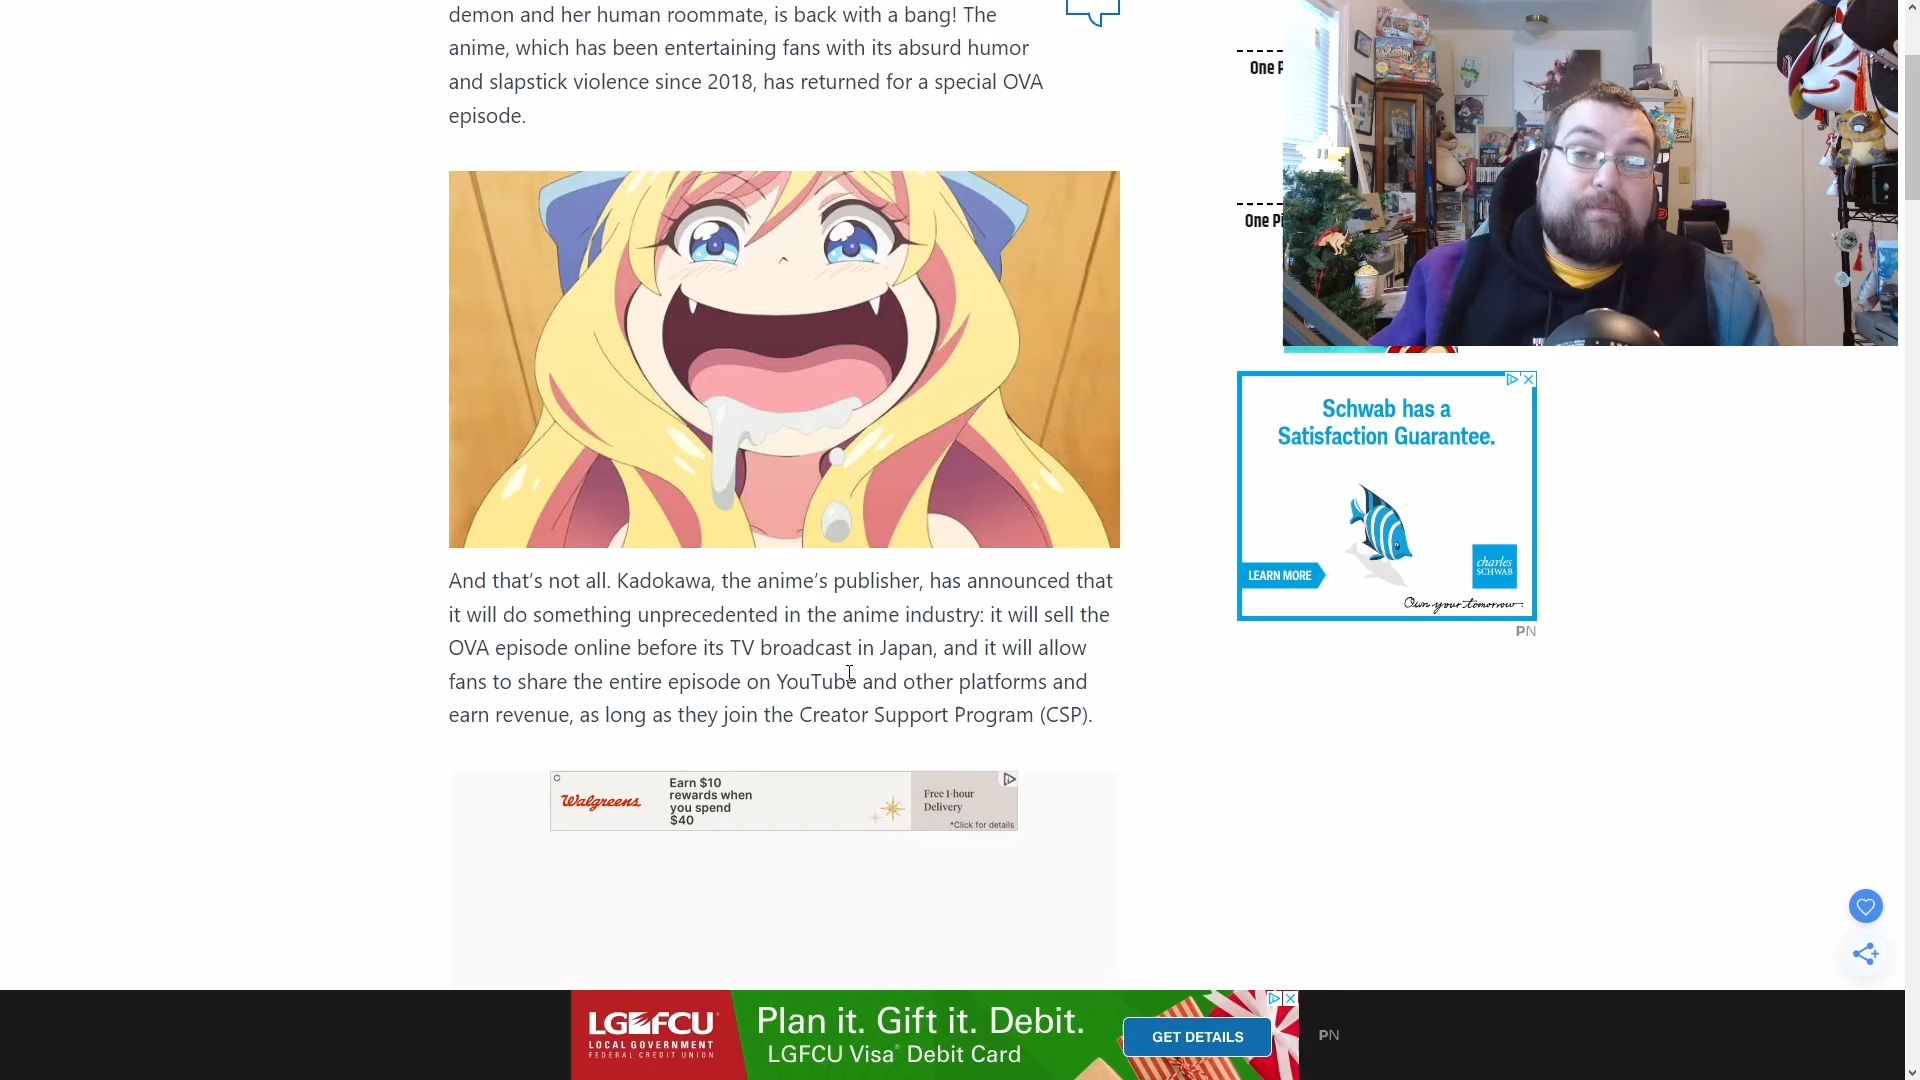 demon and her human roommate, is back with a bang! The
anime, which has been entertaining fans with its absurd humor
and slapstick violence since 2018, has returned for a special OVA
episode.
One P
One Pi
And that’s not all. Kadokawa, the anime’s publisher, has announced that
it will do something unprecedented in the anime industry: it will sell the
OVA episode online before its TV broadcast in Japan, and it will allow
fans to share the entire episode on YouTube and other platforms and
earn revenue, as long as they join the Creator Support Program (CSP).
Schwab has a
Satisfaction Guarantee.
LEARN MORE
charles
SCHWAB
Own your tomorrow
PN
Walgreens
Earn $10
rewards when
you spend
$40
Free 1-hour
Delivery
*Click for details
LGFCU
LOCAL GOVERNMENT
FEDERAL CREDIT UNION
Plan it. Gift it. Debit.
LGFCU Visa® Debit Card
GET DETAILS
PN